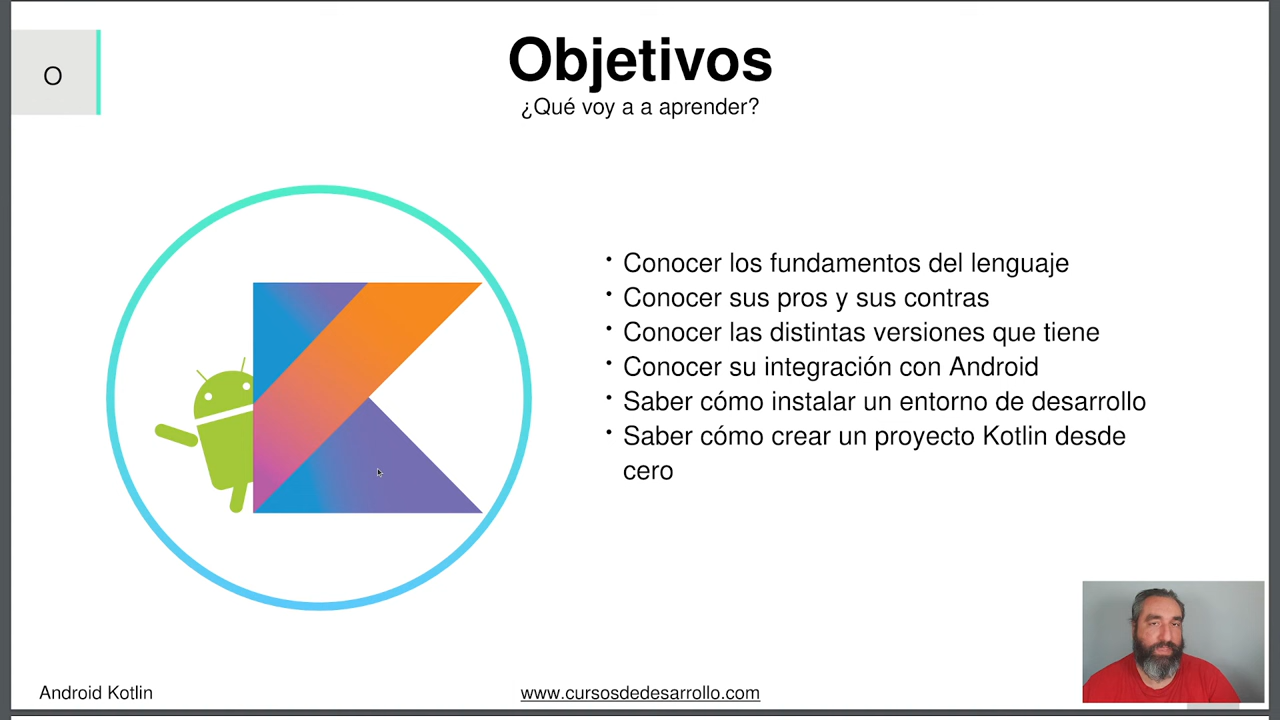 O
Objetivos
¿Qué voy a a aprender?
• Conocer los fundamentos del lenguaje
• Conocer sus pros y sus contras
• Conocer las distintas versiones que tiene
• Conocer su integración con Android
• Saber cómo instalar un entorno de desarrollo
• Saber cómo crear un proyecto Kotlin desde
cero
Android Kotlin
www.cursosdedesarrollo.com